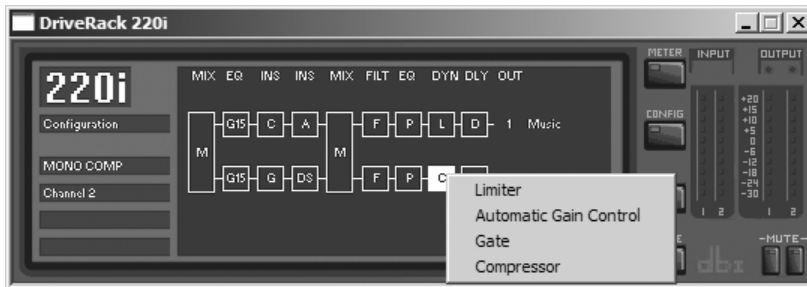 DriveRack 220i
220i
Configuration
MONO COMP
Channel 2
MIX EQ INS INS MIX FILT EQ DYN DLY OUT
M G15 C A M F P L D 1 Music
G15 G DS F P C
Limiter
Automatic Gain Control
Gate
Compressor
METER
CONFIG
INPUT OUTPUT
+20
+15
+10
+5
0
-6
-12
-18
-24
-30
1 2 1 2
-MUTE-
dbx